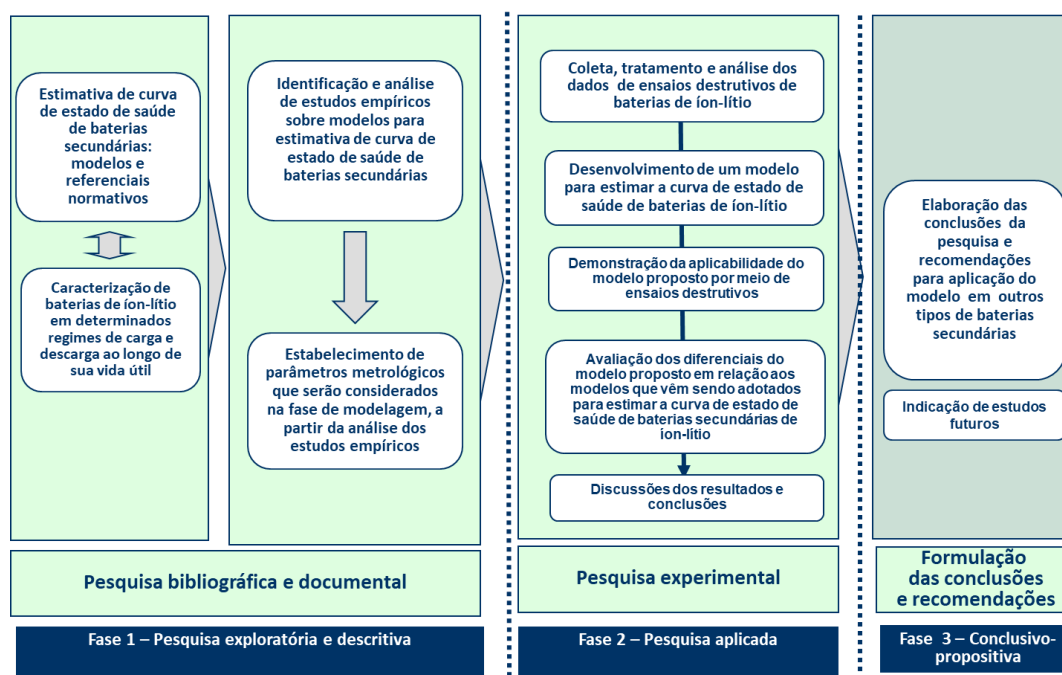 Estimativa de curva
de estado de saúde
de baterias
secundárias:
modelos e
referenciais
normativos
Caracterização de
baterias de íon-lítio
em determinados
regimes de carga e
descarga ao longo de
sua vida útil
Identificação e análise
de estudos empíricos
sobre modelos para
estimativa de curva de
estado de saúde de
baterias secundárias
Estabelecimento de
parâmetros metrológicos
que serão considerados
na fase de modelagem, a
partir da análise dos
estudos empíricos
Coleta, tratamento e análise dos
dados de ensaios destrutivos de
baterias de íon-lítio
Desenvolvimento de um modelo
para estimar a curva de estado de
saúde de baterias de íon-lítio
Demonstração da aplicabilidade do
modelo proposto por meio de
ensaios destrutivos
Avaliação dos diferenciais do
modelo proposto em relação aos
modelos que vêm sendo adotados
para estimar a curva de estado de
saúde de baterias secundárias de
íon-lítio
Discussões dos resultados e
conclusões
Elaboração das
conclusões da
pesquisa e
recomendações
para aplicação do
modelo em outros
tipos de baterias
secundárias
Indicação de estudos
futuros
Pesquisa bibliográfica e documental
Pesquisa experimental
Formulação
das conclusões
e recomendações
Fase 1 – Pesquisa exploratória e descritiva
Fase 2 – Pesquisa aplicada
Fase 3 – Conclusivo-
propositiva